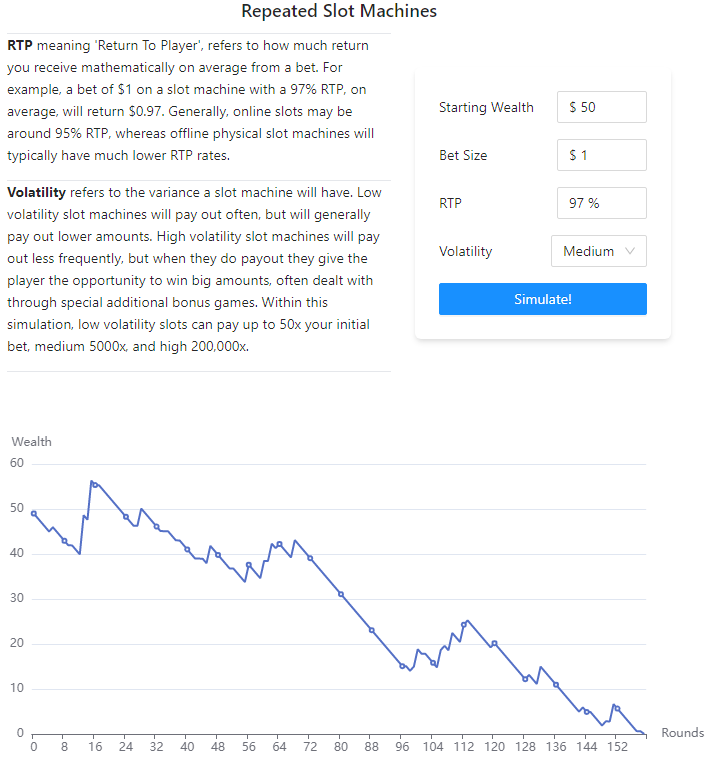 Repeated Slot Machines
RTP meaning 'Return To Player', refers to how much return
you receive mathematically on average from a bet. For
example, a bet of $1 on a slot machine with a 97% RTP, on
average, will return $0.97. Generally, online slots may be
around 95% RTP, whereas offline physical slot machines will
typically have much lower RTP rates.
Volatility refers to the variance a slot machine will have. Low
volatility slot machines will pay out often, but will generally
pay out lower amounts. High volatility slot machines will pay
out less frequently, but when they do payout they give the
player the opportunity to win big amounts, often dealt with
through special additional bonus games. Within this
simulation, low volatility slots can pay up to 50x your initial
bet, medium 5000x, and high 200,000x.
Starting Wealth $ 50
Bet Size $ 1
RTP 97 %
Volatility Medium
Simulate!
Wealth
60
50
40
30
20
10
0
0 8 16 24 32 40 48 56 64 72 80 88 96 104 112 120 128 136 144 152
Rounds